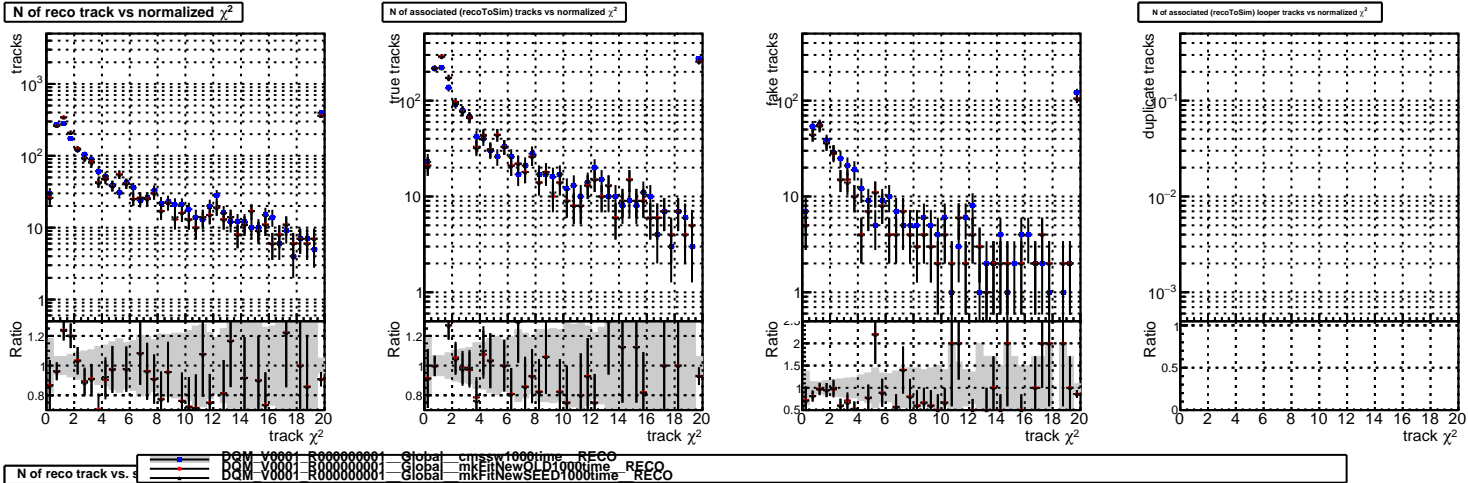 N of reco track vs normalized χ²
N of associated (recoToSim) tracks vs normalized χ²
N of associated (recoToSim) looper tracks vs normalized χ²
tracks
10³
10²
10
1
Ratio
1.2
1
0.8
0 2 4 6 8 10 12 14 16 18 20
track χ²
true tracks
10²
10
1
Ratio
1.2
1
0.8
0 2 4 6 8 10 12 14 16 18 20
track χ²
fake tracks
10²
10
1
Ratio
2.5
2
1.5
1
0.5
0 2 4 6 8 10 12 14 16 18 20
track χ²
duplicate tracks
10⁻¹
10⁻²
10⁻³
Ratio
1
0.5
0
0 2 4 6 8 10 12 14 16 18 20
track χ²
N of reco track vs. s
DQM_V0001_R000000001__Global__cmssw1000time__RECO
DQM_V0001_R000000001__Global__mkFitNewOLD1000time__RECO
DQM_V0001_R000000001__Global__mkFitNewSEED1000time__RECO